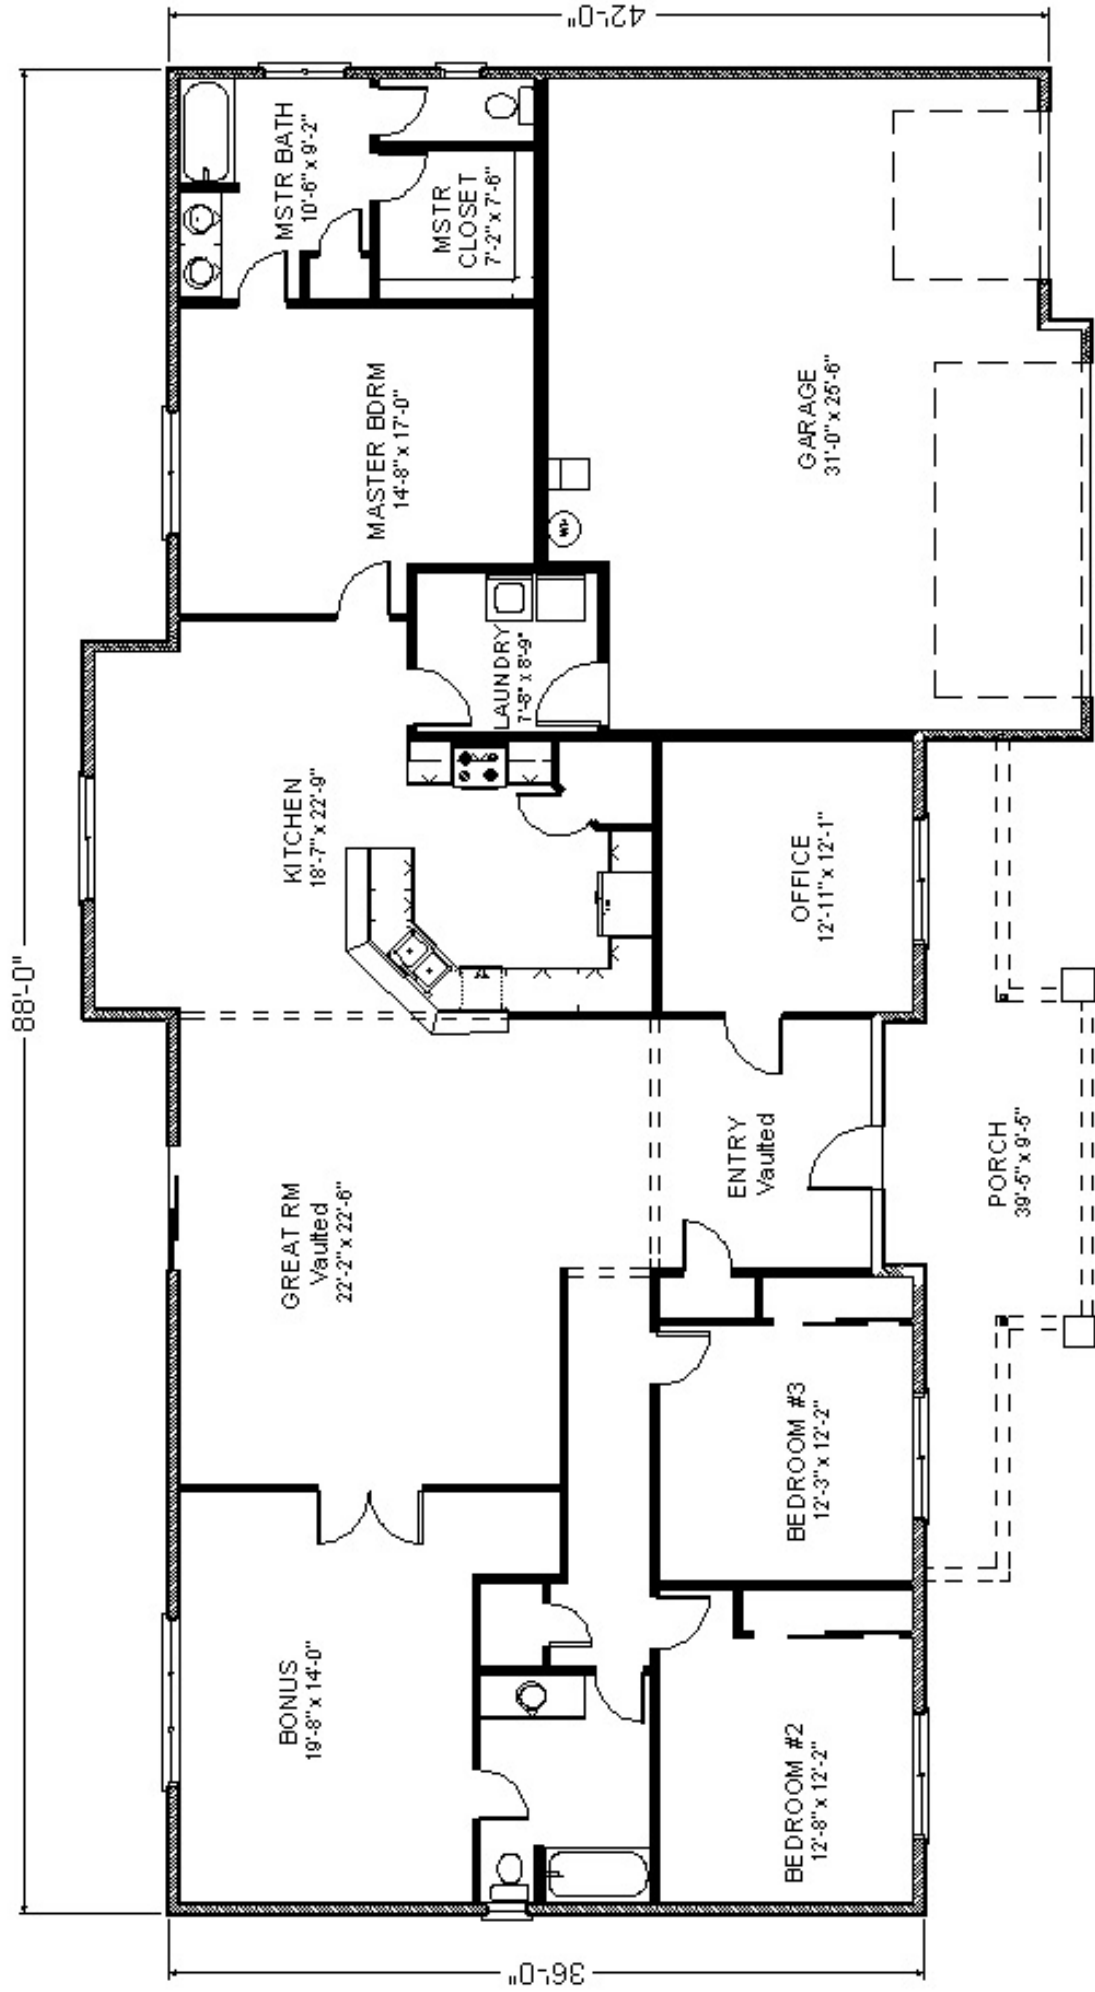 88'-0"
42'-0"
36'-0"
BONUS
19'-8" x 14'-0"
GREAT RM
Vaulted
22'-2" x 22'-6"
KITCHEN
18'-7" x 22'-9"
MASTER BDRM
14'-8" x 17'-0"
MSTR BATH
10'-6" x 9'-2"
MSTR
CLOSET
7'-2" x 7'-6"
LAUNDRY
7'-8" x 8'-9"
WH
BEDROOM #2
12'-8" x 12'-2"
BEDROOM #3
12'-3" x 12'-2"
ENTRY
Vaulted
OFFICE
12'-11" x 12'-1"
GARAGE
31'-0" x 25'-6"
PORCH
39'-5" x 9'-5"